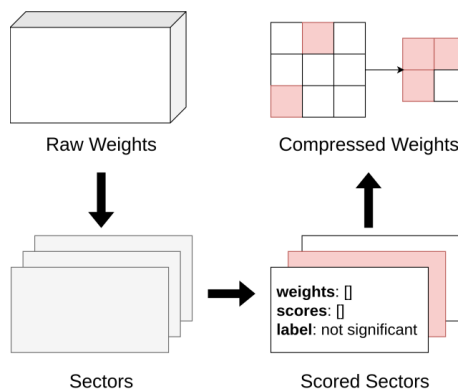 Raw Weights
Compressed Weights
weights: []
scores: []
label: not significant
Sectors
Scored Sectors